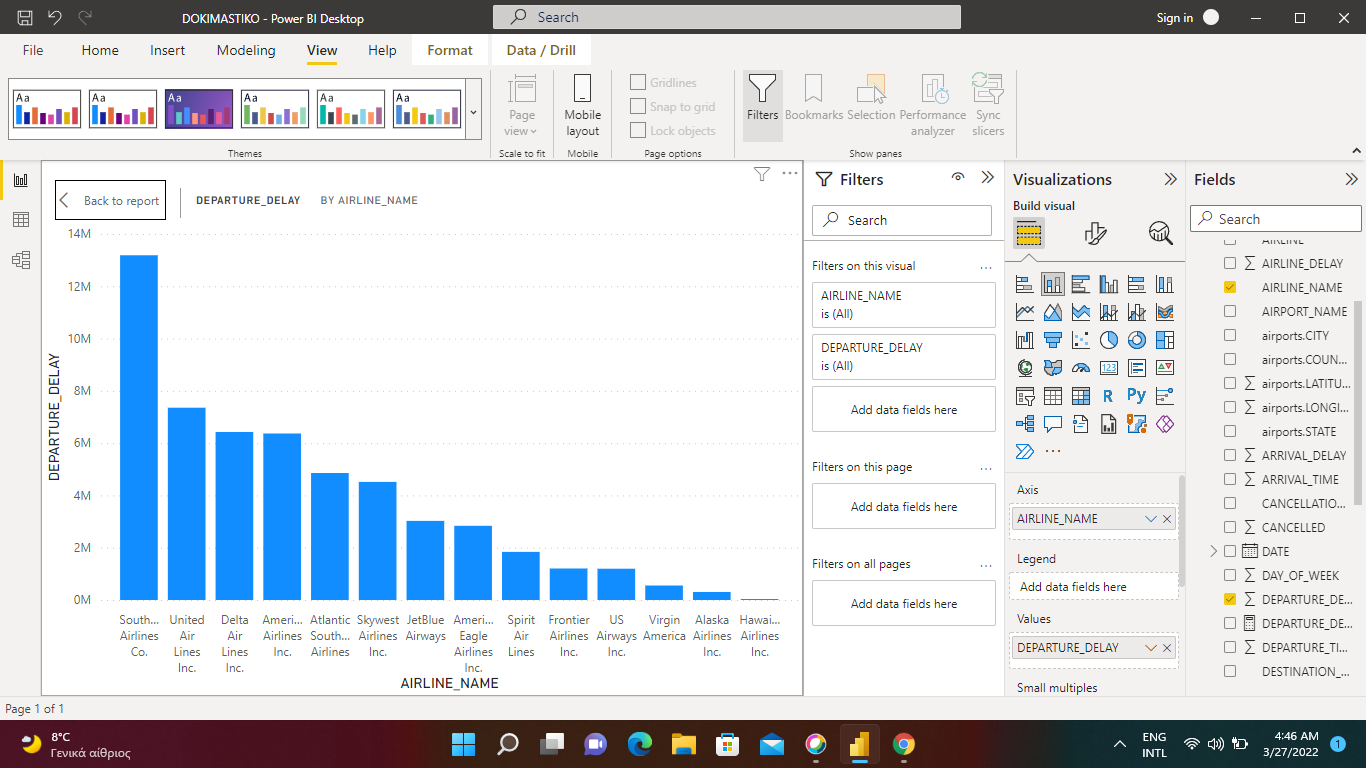 DOKIMASTIKO - Power BI Desktop
Search
Sign in
File Home Insert Modeling View Help Format Data / Drill
Aa Aa Aa Aa Aa Aa
Page view
Mobile layout
Gridlines
Snap to grid
Lock objects
Filters
Bookmarks
Selection
Performance analyzer
Sync slicers
Themes
Scale to fit
Mobile
Page options
Show panes
Back to report
DEPARTURE_DELAY BY AIRLINE_NAME
14M
12M
10M
8M
6M
4M
2M
0M
DEPARTURE_DELAY
South... Airlines Co.
United Air Lines Inc.
Delta Air Lines Inc.
Ameri... Airlines Inc.
Atlantic South... Airlines
Skywest Airlines Inc.
JetBlue Airways
Ameri... Eagle Airlines Inc.
Spirit Air Lines
Frontier Airlines Inc.
US Airways Inc.
Virgin America
Alaska Airlines Inc.
Hawai... Airlines Inc.
AIRLINE_NAME
Filters
Search
Filters on this visual ...
AIRLINE_NAME
is (All)
DEPARTURE_DELAY
is (All)
Add data fields here
Filters on this page ...
Add data fields here
Filters on all pages ...
Add data fields here
Visualizations
Build visual
123
R
Py
...
Axis
AIRLINE_NAME
Legend
Add data fields here
Values
DEPARTURE_DELAY
Small multiples
Fields
Search
AIRLINE
AIRLINE_DELAY
AIRLINE_NAME
AIRPORT_NAME
airports.CITY
airports.COUN...
airports.LATITU...
airports.LONGI...
airports.STATE
ARRIVAL_DELAY
ARRIVAL_TIME
CANCELLATIO...
CANCELLED
DATE
DAY_OF_WEEK
DEPARTURE_DE...
DEPARTURE_DE...
DEPARTURE_TI...
DESTINATION_...
Page 1 of 1
8°C
Γενικά αίθριος
ENG
INTL
4:46 AM
3/27/2022
1